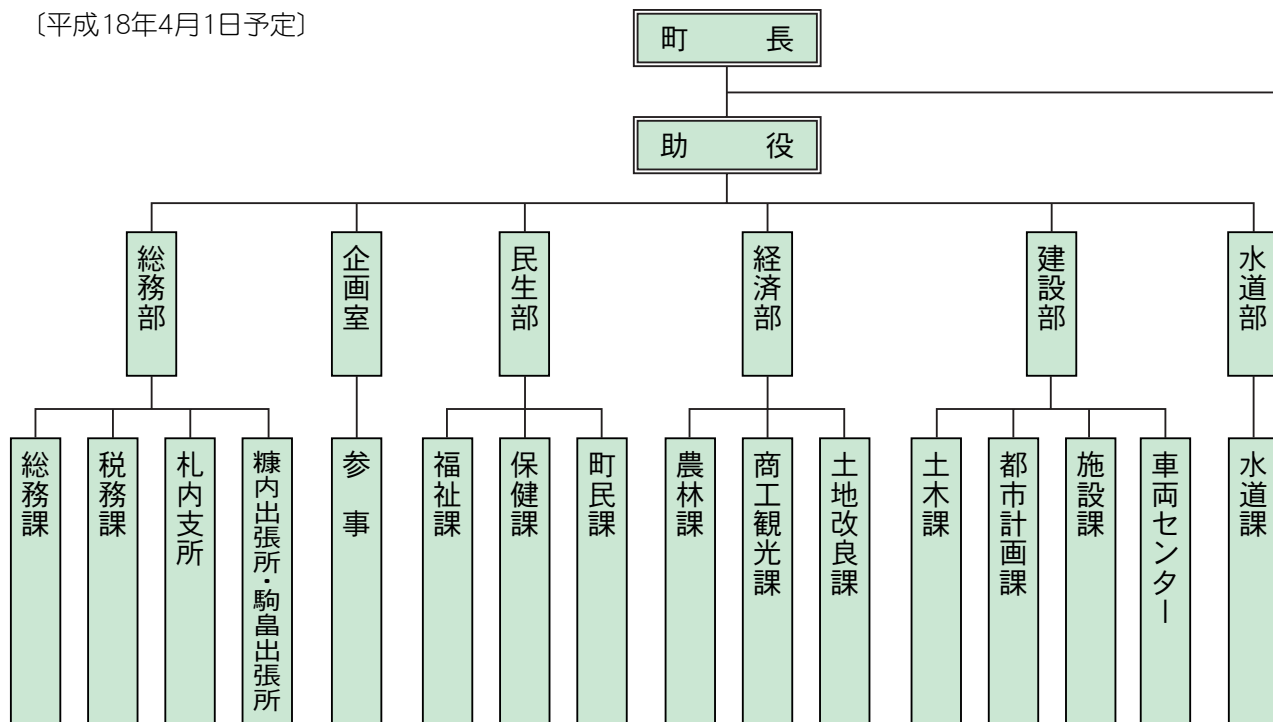 〔平成18年4月1日予定〕
町　長
助　役
総務部
企画室
民生部
経済部
建設部
水道部
総務課
税務課
札内支所
糠内出張所・駒畠出張所
参　事
福祉課
保健課
町民課
農林課
商工観光課
土地改良課
土木課
都市計画課
施設課
車両センター
水道課